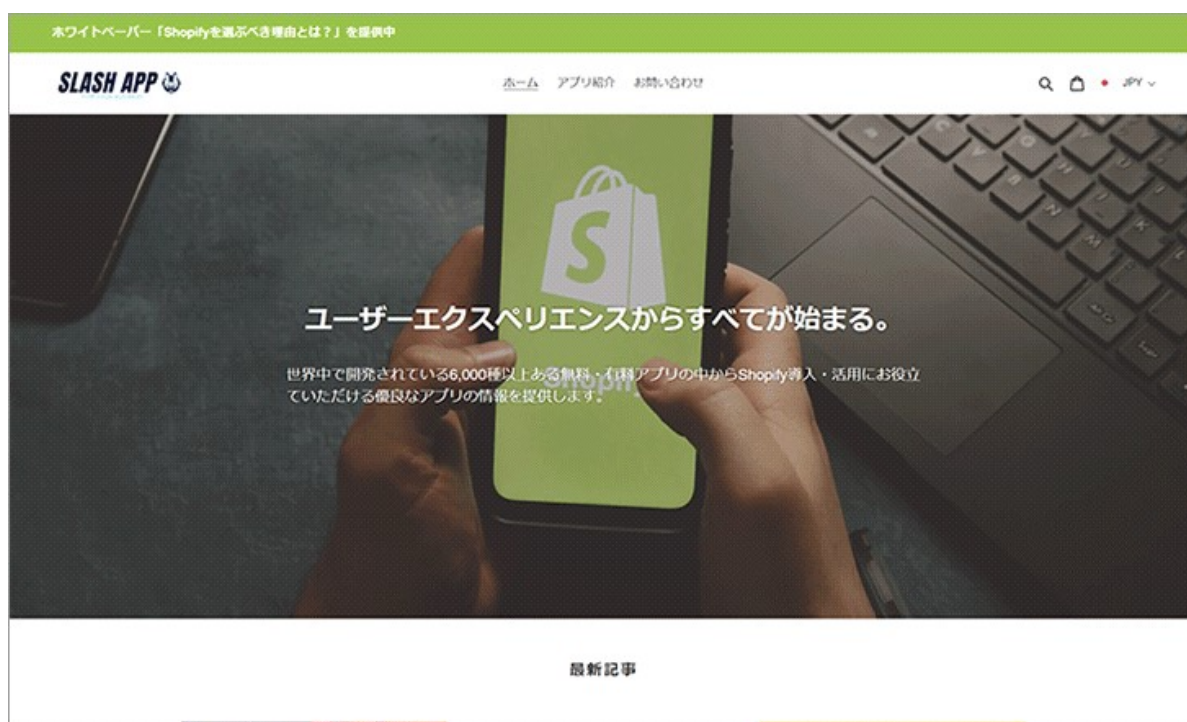 ホワイトペーパー「Shopifyを選ぶべき理由とは？」を提供中
SLASH APP
ホーム アプリ紹介 お問い合わせ
JPY
S
ユーザーエクスペリエンスからすべてが始まる。
世界中で開発されている6,000種以上ある無料・有料アプリの中からShopify導入・活用にお役立
ていただける優良なアプリの情報を提供します。
最新記事